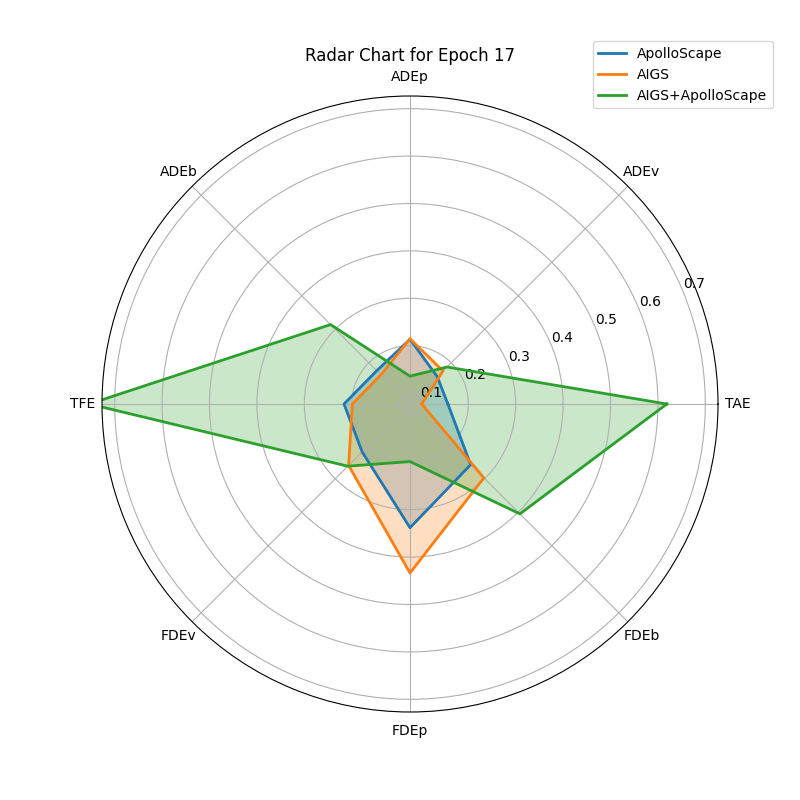 Radar Chart for Epoch 17
ApolloScape
AIGS
AIGS+ApolloScape
ADEp
ADEb
ADEv
0.7
0.6
0.5
0.4
0.3
0.2
0.1
TFE
TAE
FDEv
FDEb
FDEp